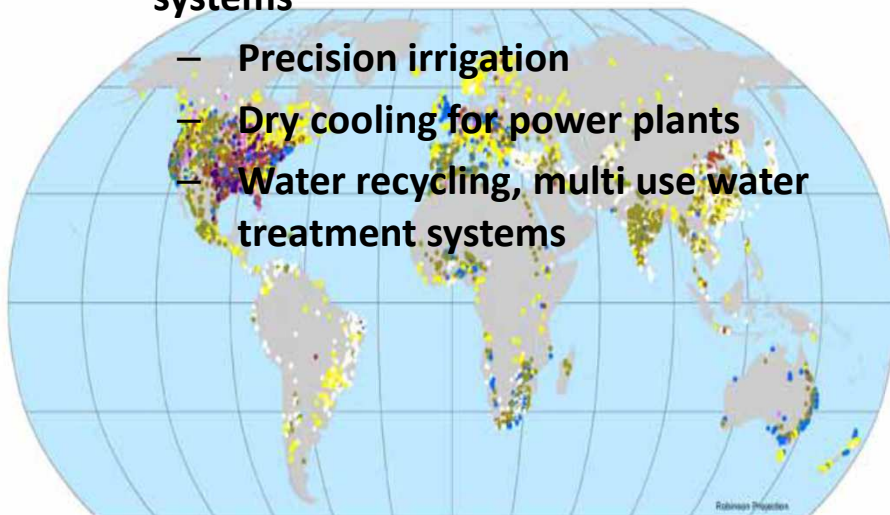 systems
– Precision irrigation
– Dry cooling for power plants
– Water recycling, multi use water
treatment systems
Robinson Projection